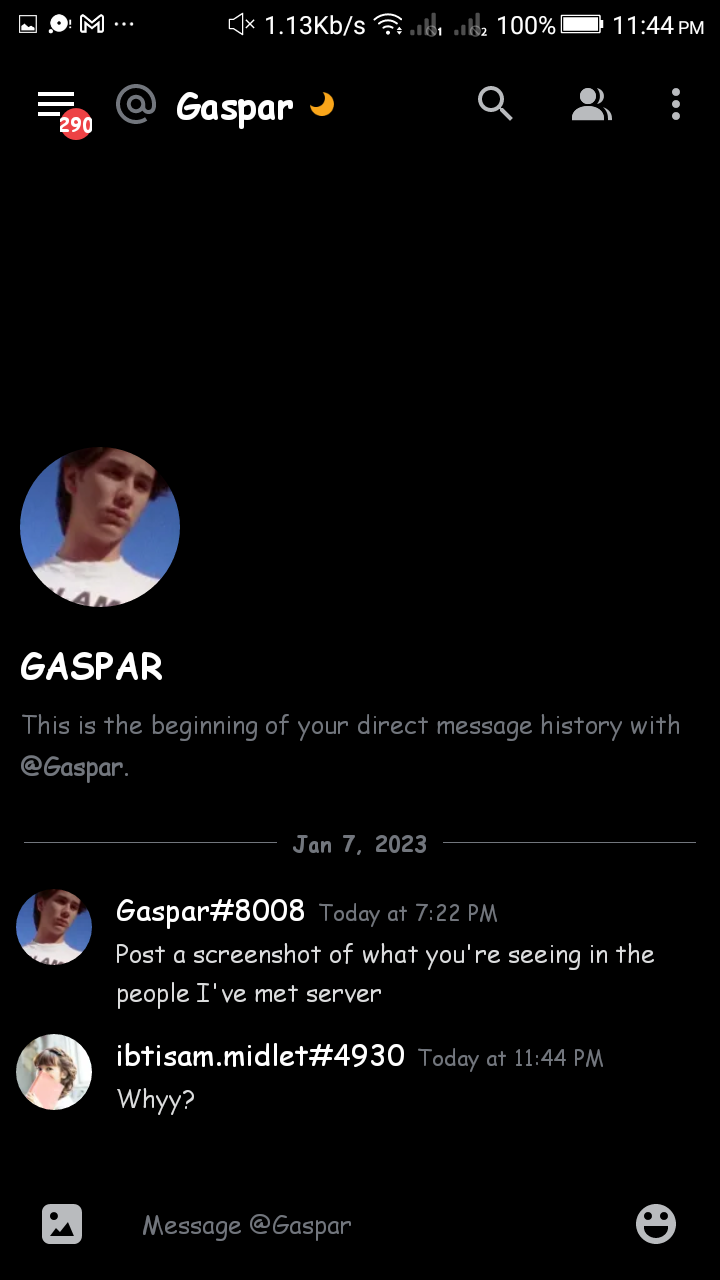 1.13Kb/s 1 2 100% 11:44 PM
290 @ Gaspar
GASPAR
This is the beginning of your direct message history with
@Gaspar.
Jan 7, 2023
Gaspar#8008 Today at 7:22 PM
Post a screenshot of what you're seeing in the
people I've met server
ibtisam.midlet#4930 Today at 11:44 PM
Whyy?
Message @Gaspar